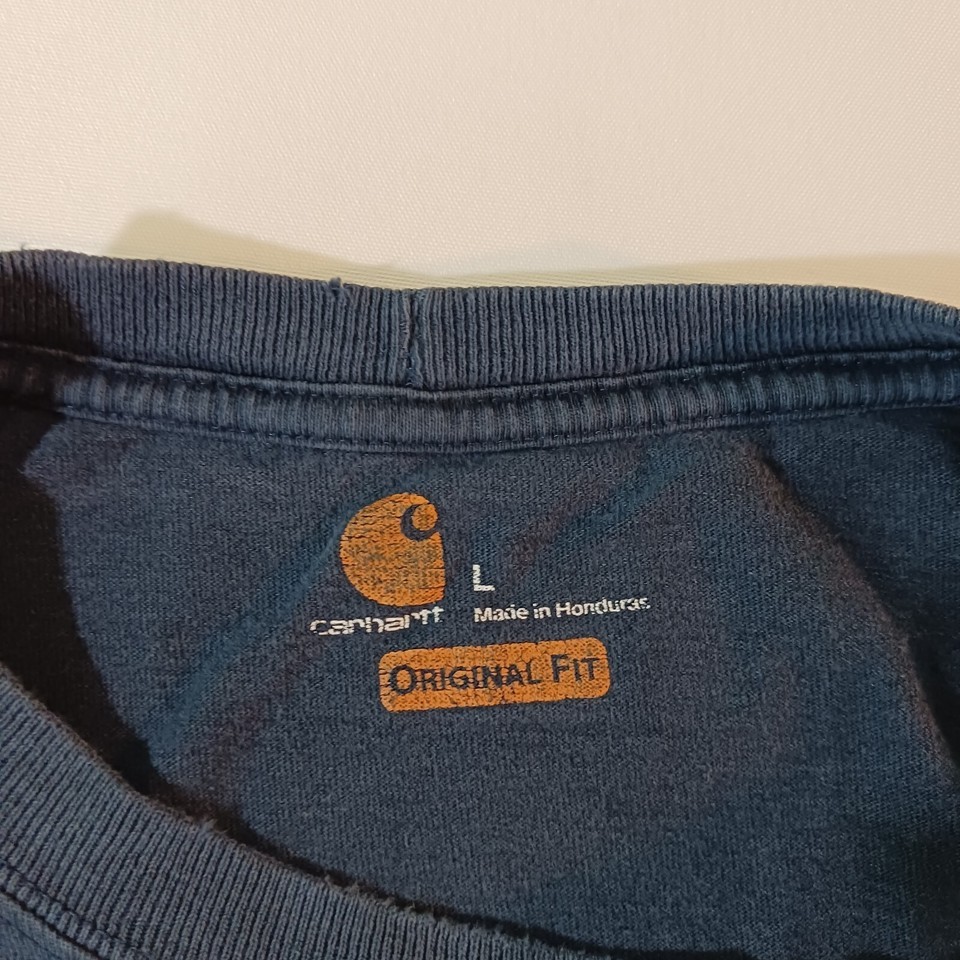 L
carhartt Made in Honduras
ORIGINAL FIT